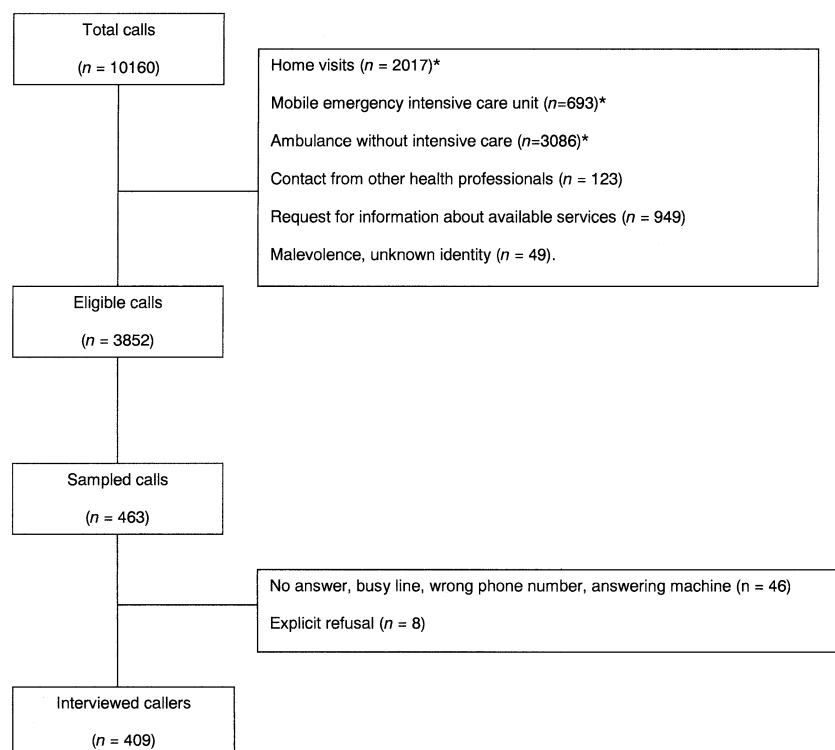 Total calls
(n = 10160)
Home visits (n = 2017)*
Mobile emergency intensive care unit (n=693)*
Ambulance without intensive care (n=3086)*
Contact from other health professionals (n = 123)
Request for information about available services (n = 949)
Malevolence, unknown identity (n = 49).
Eligible calls
(n = 3852)
Sampled calls
(n = 463)
No answer, busy line, wrong phone number, answering machine (n = 46)
Explicit refusal (n = 8)
Interviewed callers
(n = 409)